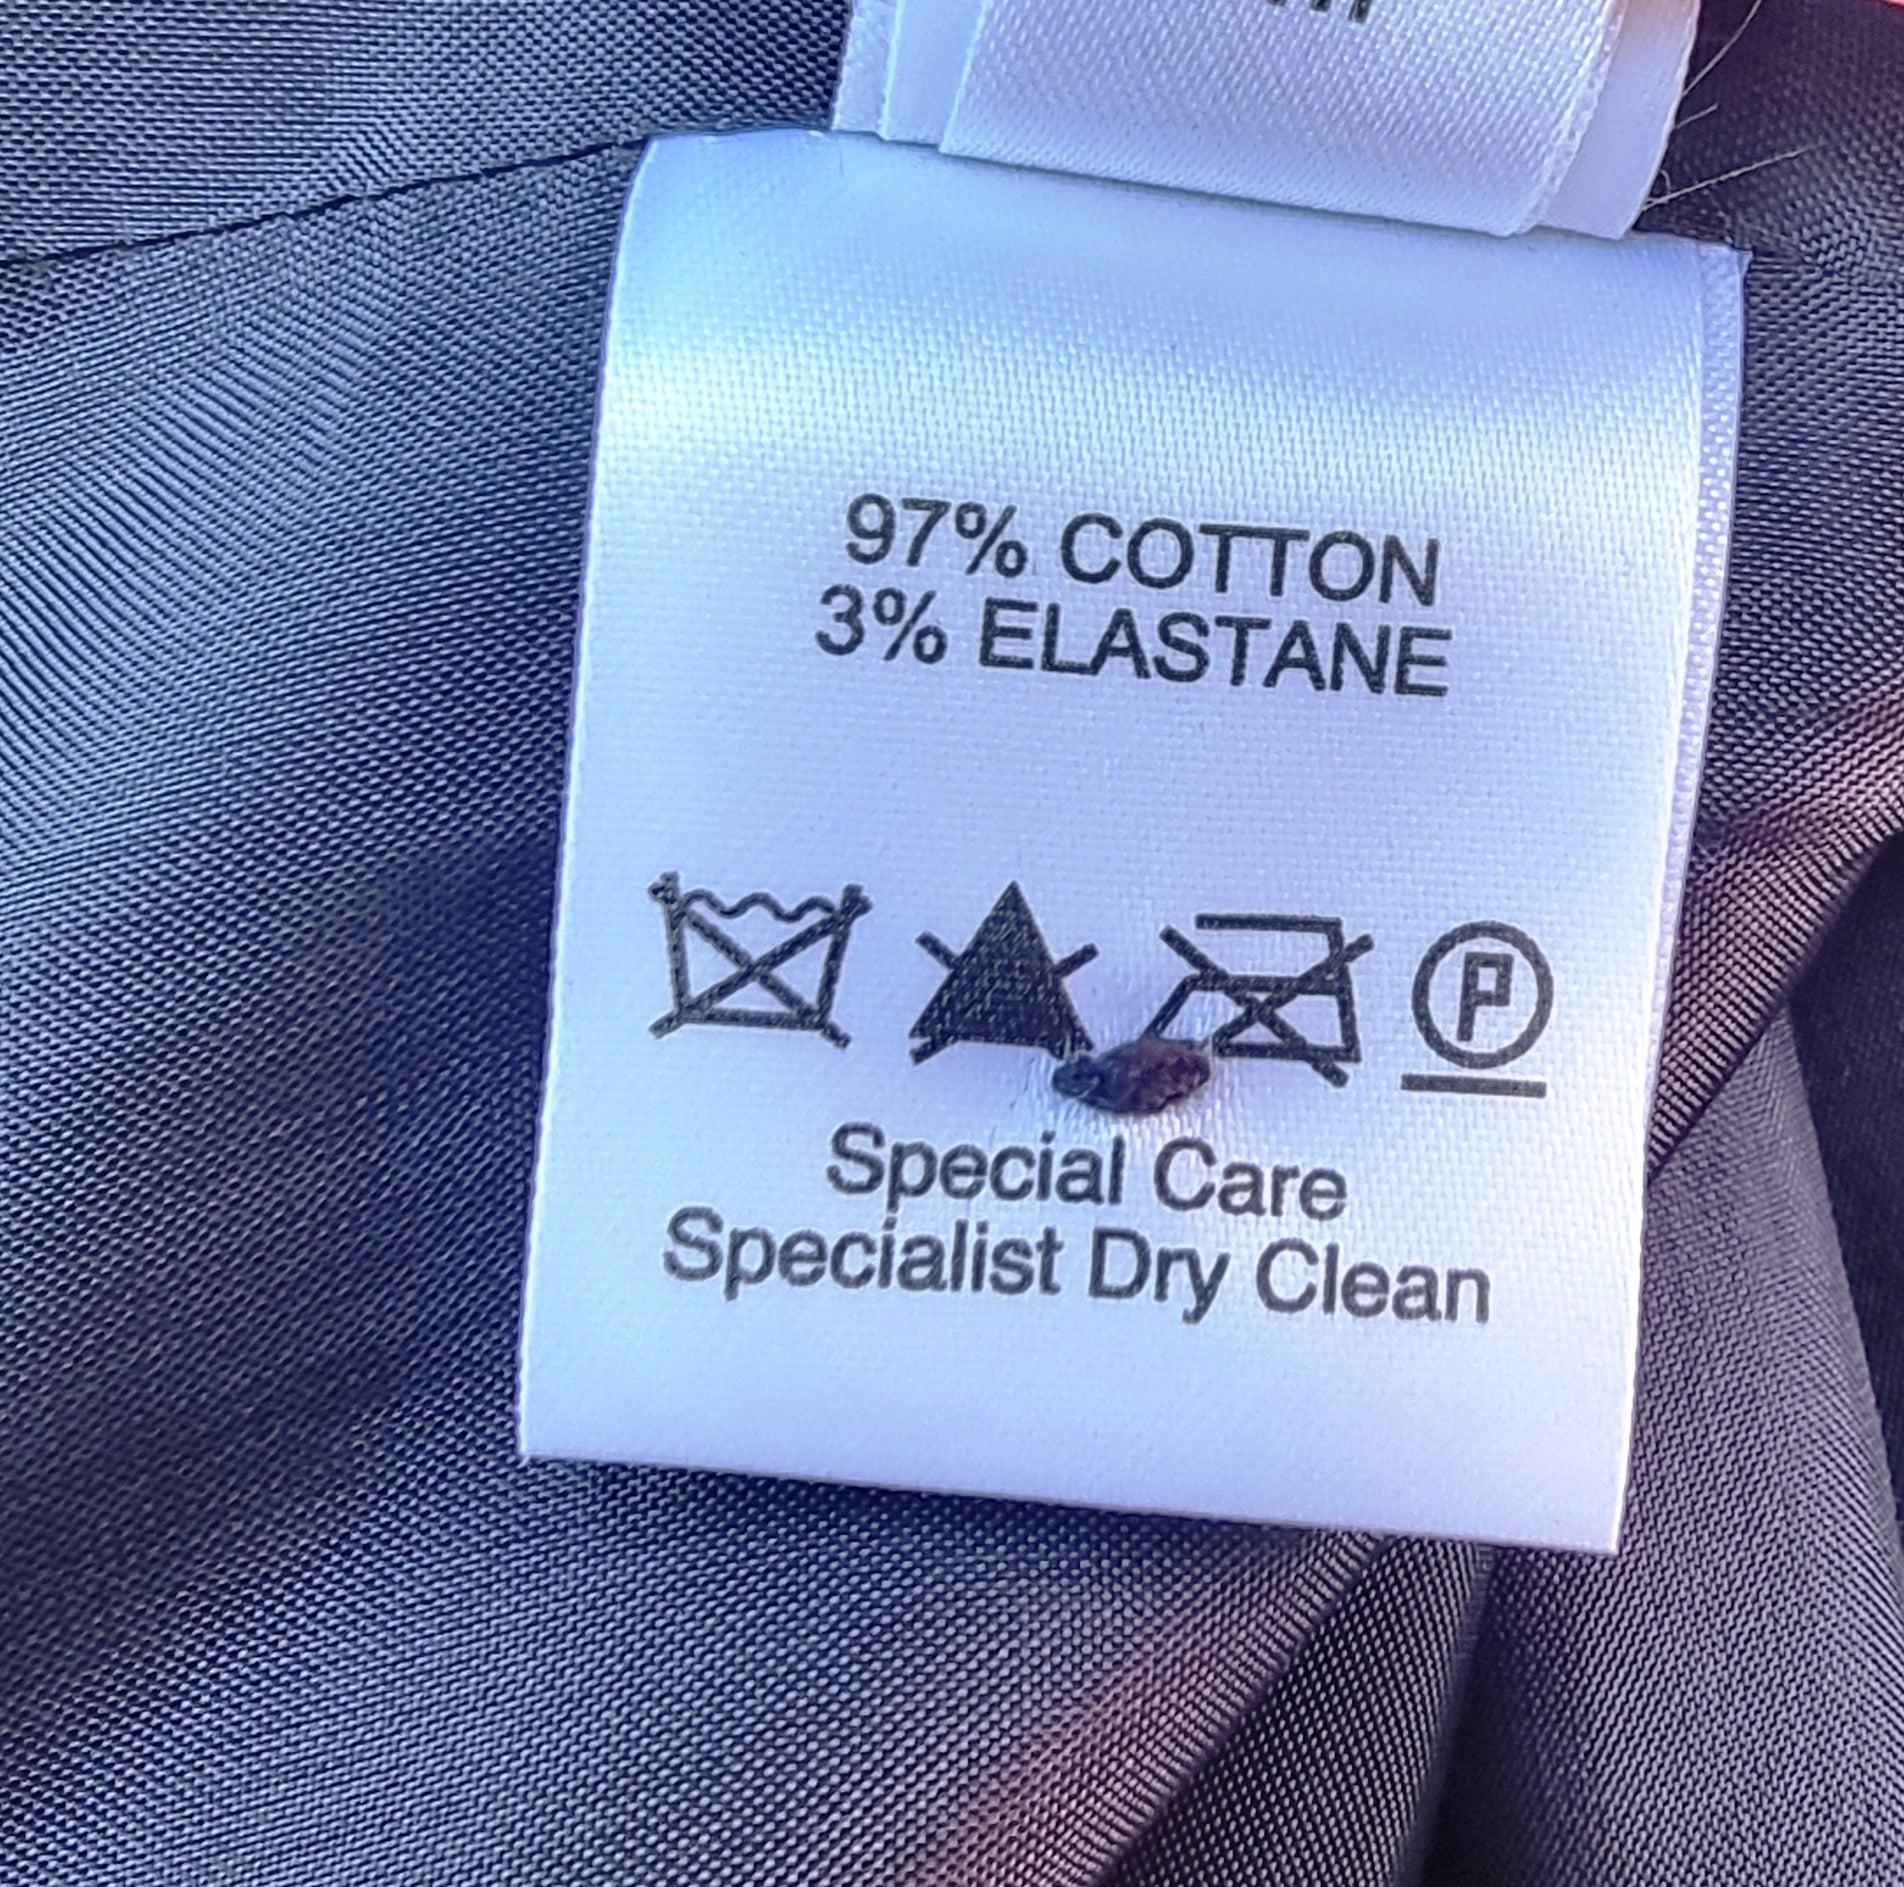 97% COTTON
3% ELASTANE
P
Special Care
Specialist Dry Clean